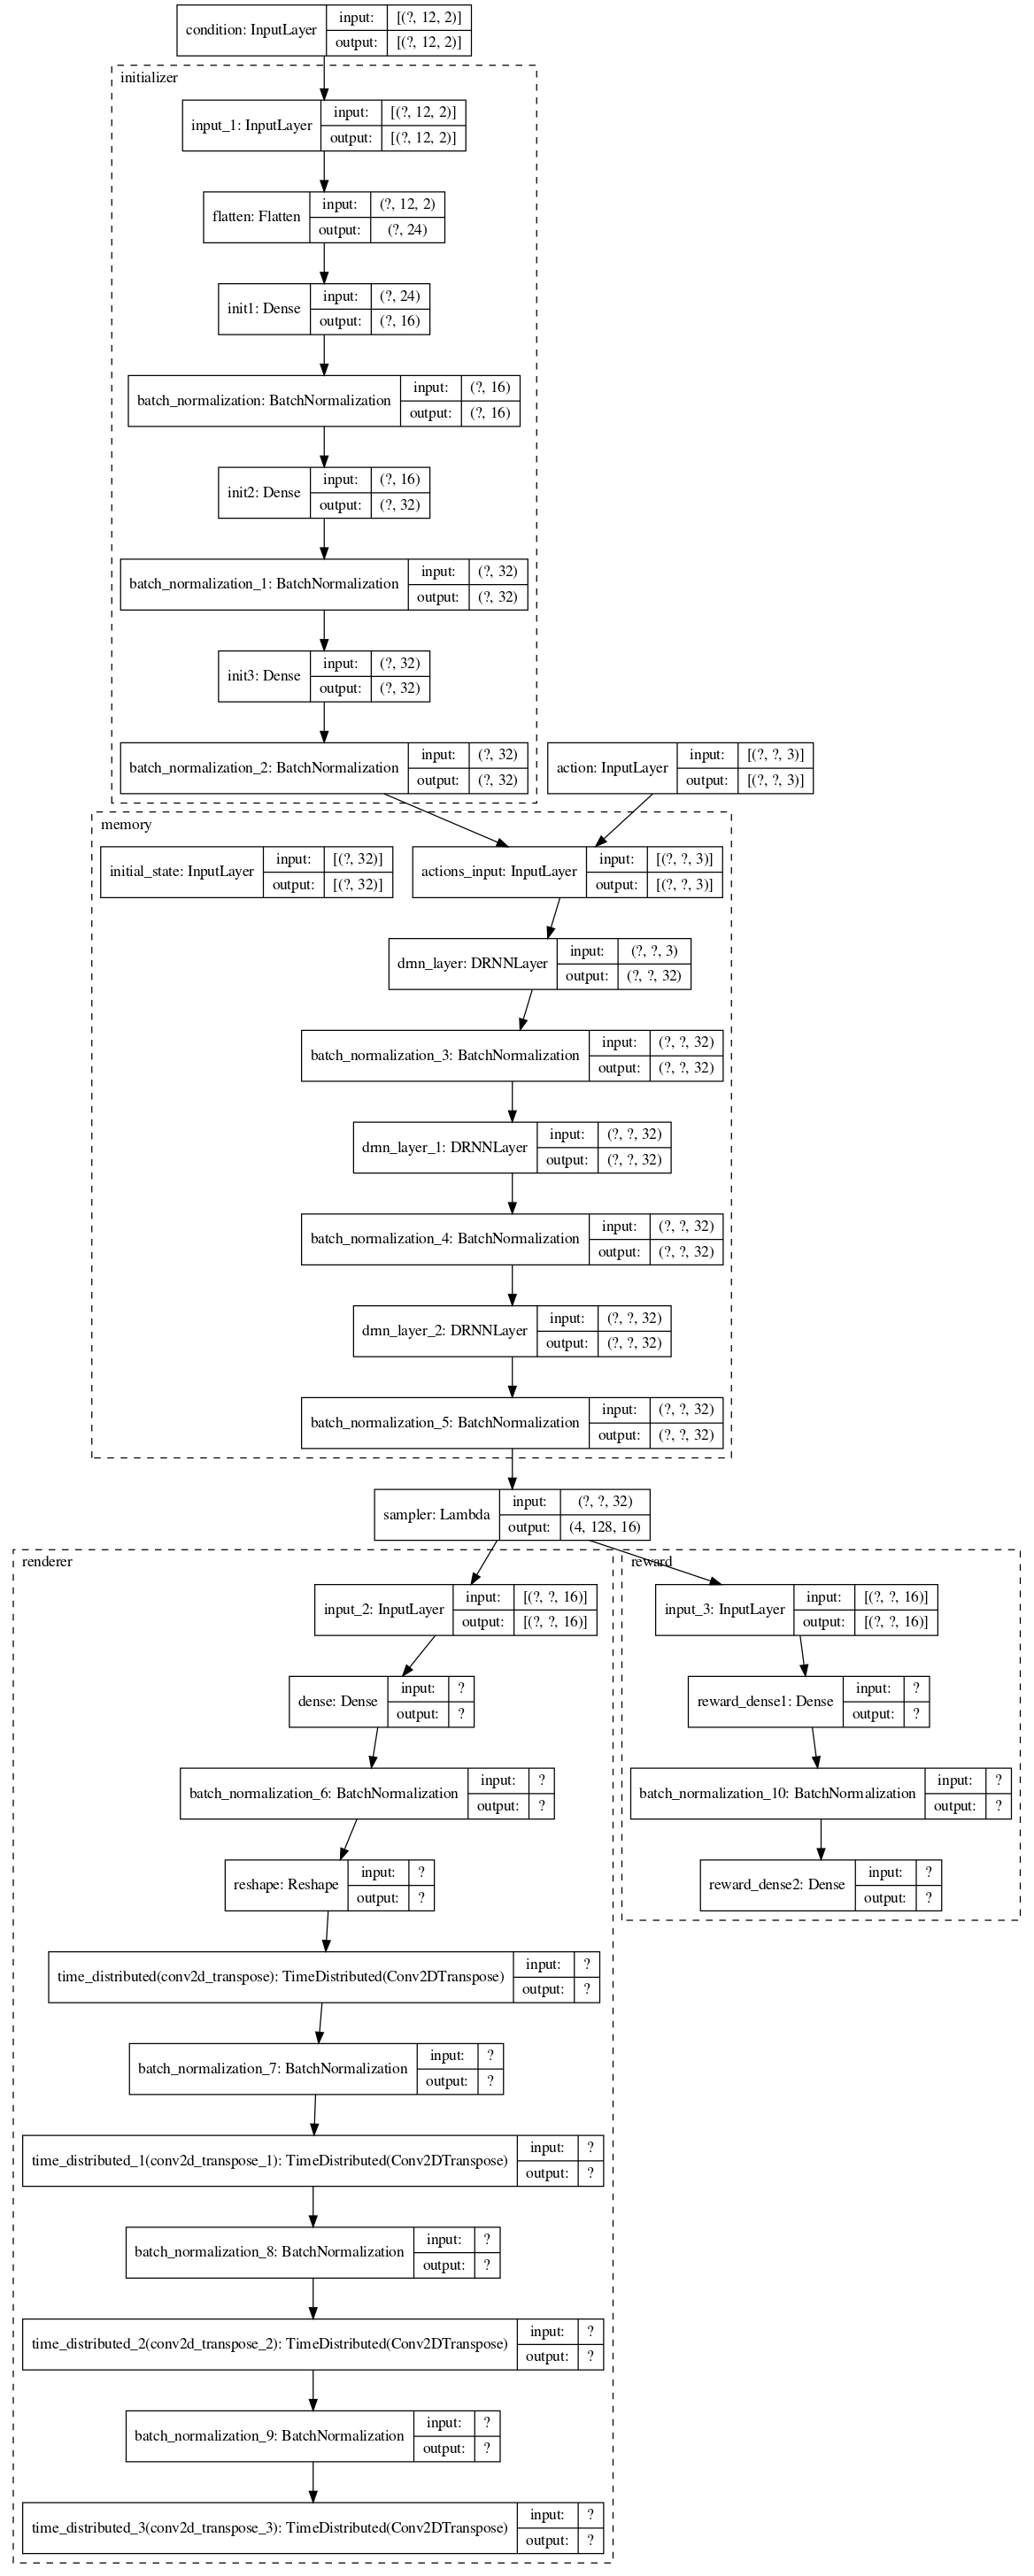 condition: InputLayer input: [(?, 12, 2)]
output: [(?, 12, 2)]
initializer
input_1: InputLayer input: [(?, 12, 2)]
output: [(?, 12, 2)]
flatten: Flatten input: (?, 12, 2)
output: (?, 24)
init1: Dense input: (?, 24)
output: (?, 16)
batch_normalization: BatchNormalization input: (?, 16)
output: (?, 16)
init2: Dense input: (?, 16)
output: (?, 32)
batch_normalization_1: BatchNormalization input: (?, 32)
output: (?, 32)
init3: Dense input: (?, 32)
output: (?, 32)
batch_normalization_2: BatchNormalization input: (?, 32)
output: (?, 32)
action: InputLayer input: [(?, ?, 3)]
output: [(?, ?, 3)]
memory
initial_state: InputLayer input: [(?, 32)]
output: [(?, 32)]
actions_input: InputLayer input: [(?, ?, 3)]
output: [(?, ?, 3)]
drnn_layer: DRNNLayer input: (?, ?, 3)
output: (?, ?, 32)
batch_normalization_3: BatchNormalization input: (?, ?, 32)
output: (?, ?, 32)
drnn_layer_1: DRNNLayer input: (?, ?, 32)
output: (?, ?, 32)
batch_normalization_4: BatchNormalization input: (?, ?, 32)
output: (?, ?, 32)
drnn_layer_2: DRNNLayer input: (?, ?, 32)
output: (?, ?, 32)
batch_normalization_5: BatchNormalization input: (?, ?, 32)
output: (?, ?, 32)
sampler: Lambda input: (?, ?, 32)
output: (4, 128, 16)
renderer
input_2: InputLayer input: [(?, ?, 16)]
output: [(?, ?, 16)]
dense: Dense input: ?
output: ?
batch_normalization_6: BatchNormalization input: ?
output: ?
reshape: Reshape input: ?
output: ?
time_distributed(conv2d_transpose): TimeDistributed(Conv2DTranspose) input: ?
output: ?
batch_normalization_7: BatchNormalization input: ?
output: ?
time_distributed_1(conv2d_transpose_1): TimeDistributed(Conv2DTranspose) input: ?
output: ?
batch_normalization_8: BatchNormalization input: ?
output: ?
time_distributed_2(conv2d_transpose_2): TimeDistributed(Conv2DTranspose) input: ?
output: ?
batch_normalization_9: BatchNormalization input: ?
output: ?
time_distributed_3(conv2d_transpose_3): TimeDistributed(Conv2DTranspose) input: ?
output: ?
reward
input_3: InputLayer input: [(?, ?, 16)]
output: [(?, ?, 16)]
reward_dense1: Dense input: ?
output: ?
batch_normalization_10: BatchNormalization input: ?
output: ?
reward_dense2: Dense input: ?
output: ?